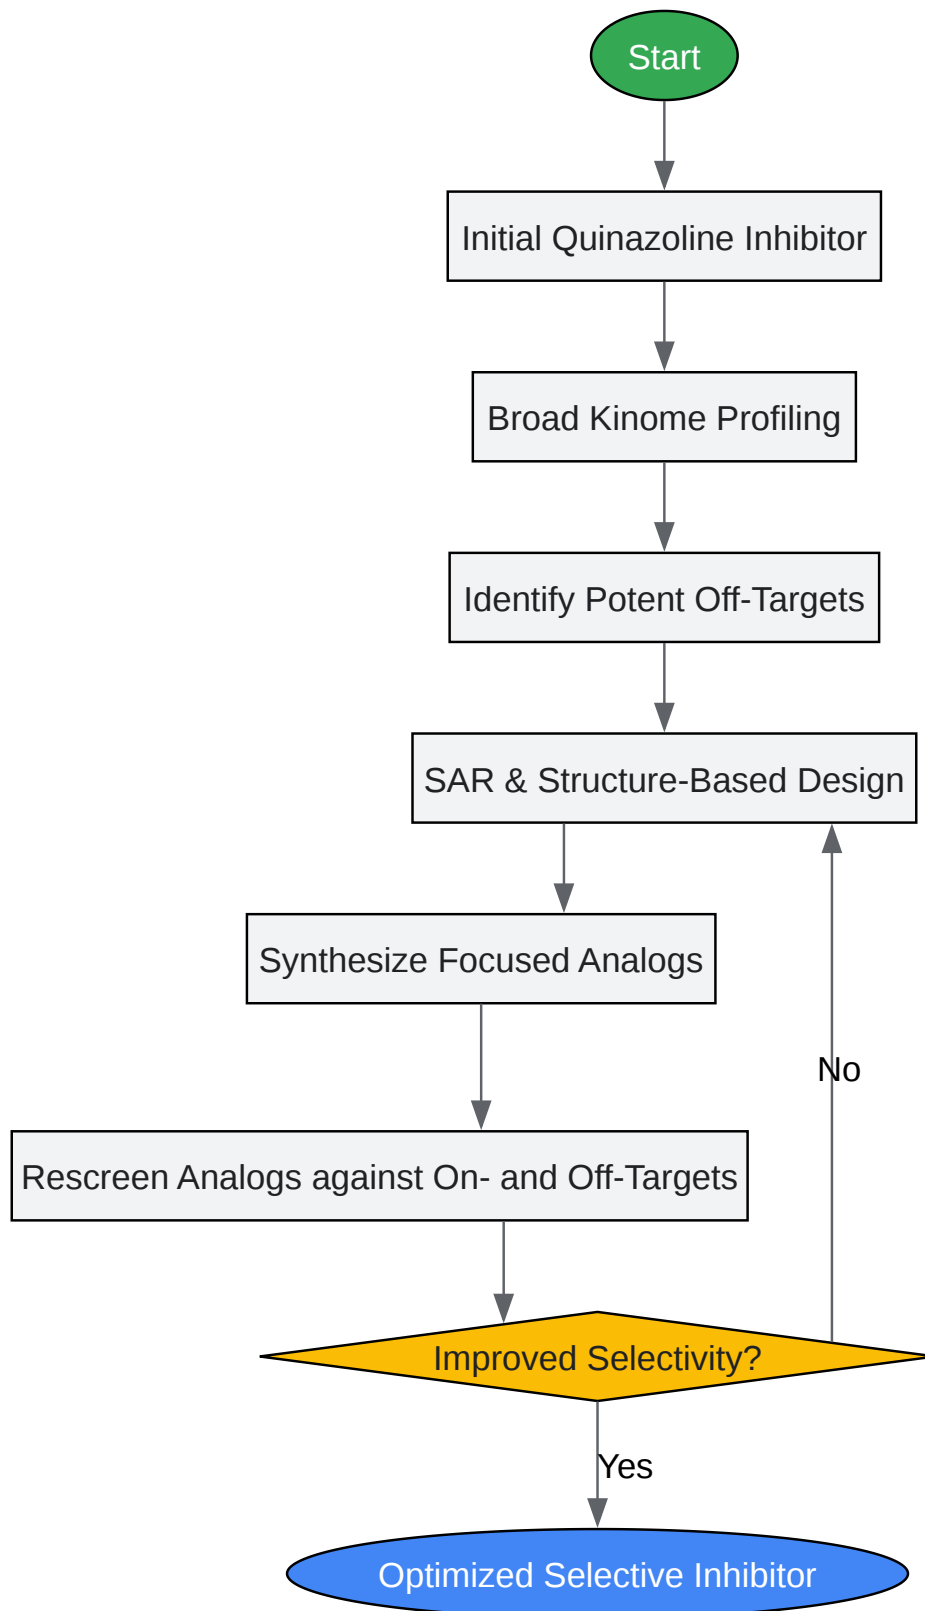 Start
Initial Quinazoline Inhibitor
Broad Kinome Profiling
Identify Potent Off-Targets
SAR & Structure-Based Design
Synthesize Focused Analogs
No
Rescreen Analogs against On- and Off-Targets
Improved Selectivity?
Yes
Optimized Selective Inhibitor